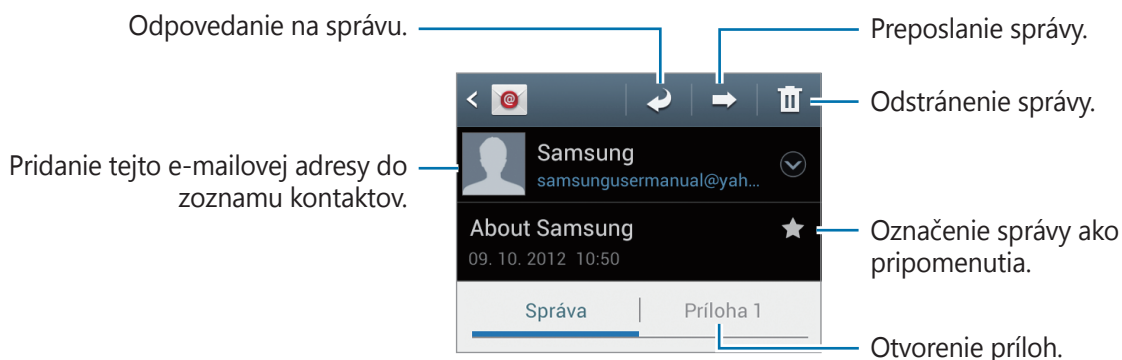 Odpovedanie na správu.
Preposlanie správy.
Odstránenie správy.
Pridanie tejto e-mailovej adresy do
zoznamu kontaktov.
Samsung
samsungusermanual@yah...
About Samsung
09. 10. 2012 10:50
Označenie správy ako
pripomenutia.
Správa
Príloha 1
Otvorenie príloh.